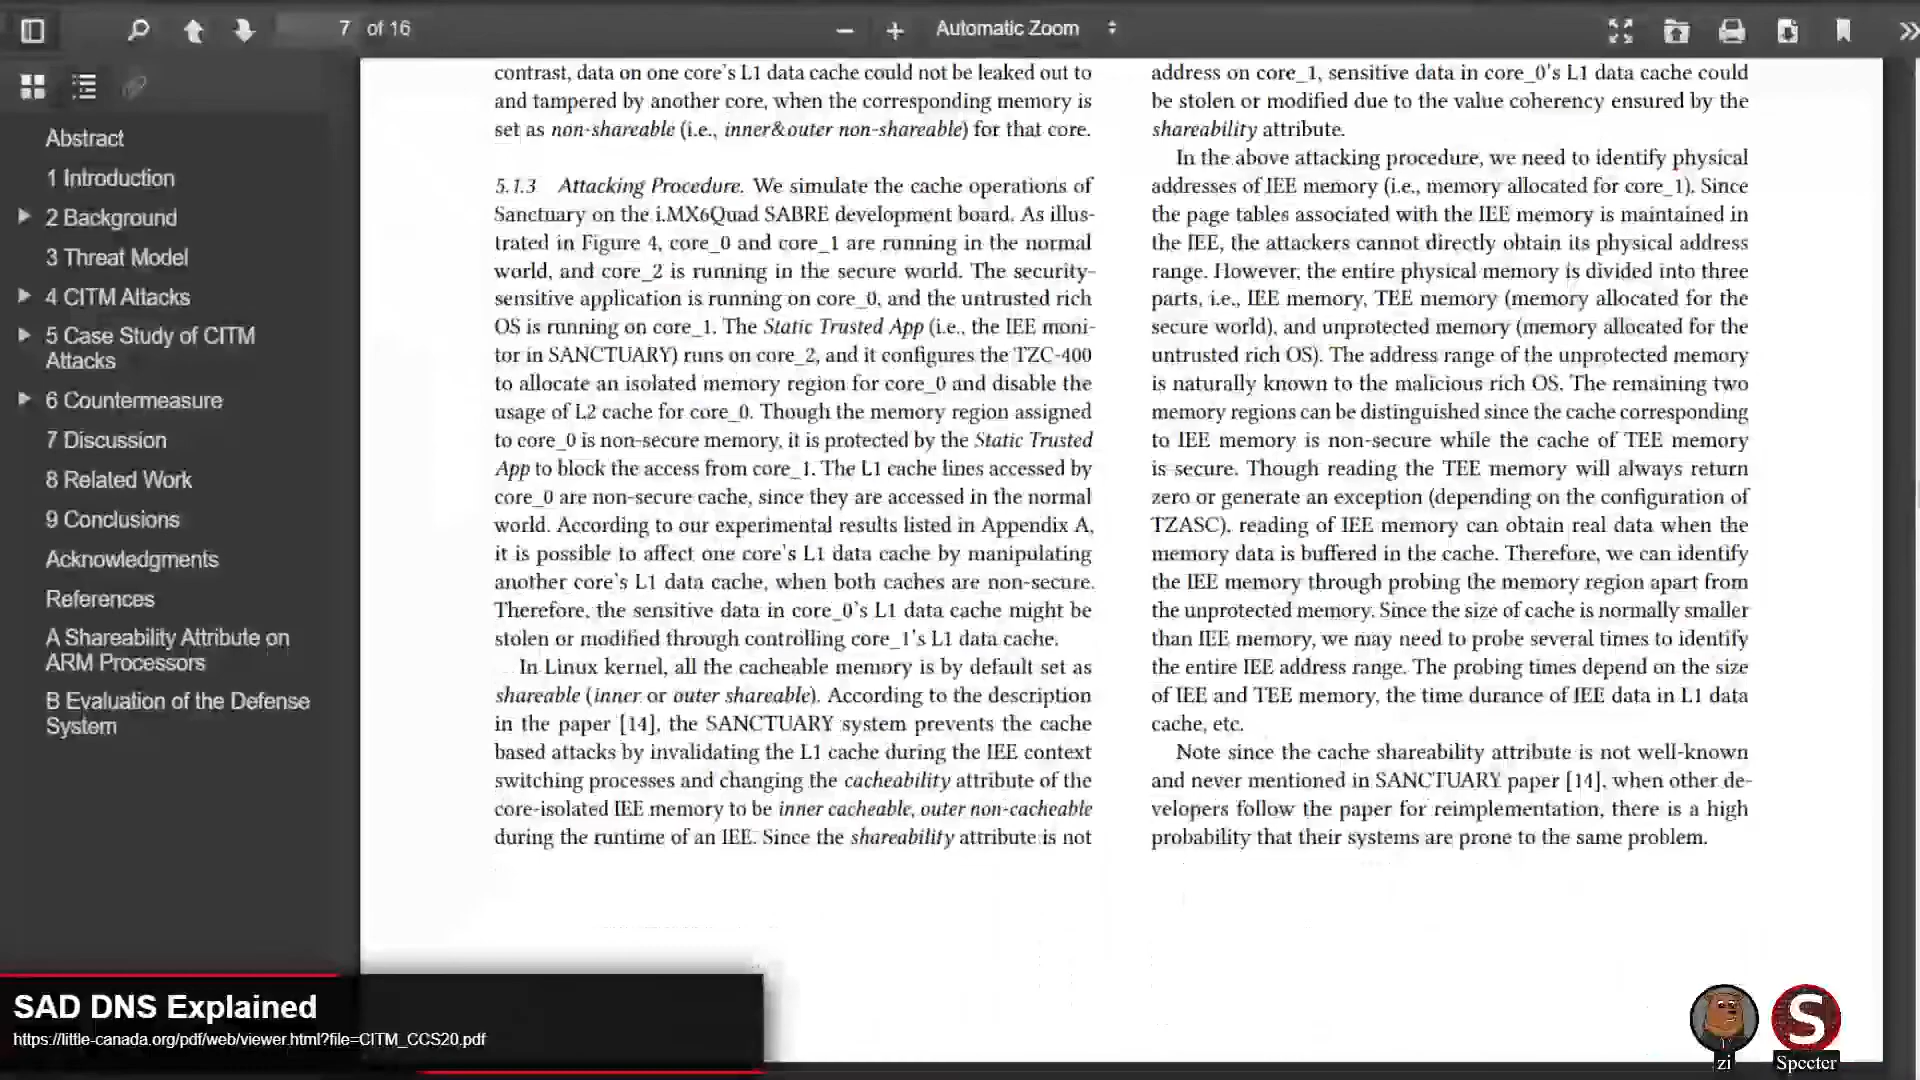 7 of 16
Automatic Zoom
Abstract
1 Introduction
2 Background
3 Threat Model
4 CITM Attacks
5 Case Study of CITM
Attacks
6 Countermeasure
7 Discussion
8 Related Work
9 Conclusions
Acknowledgments
References
A Shareability Attribute on
ARM Processors
B Evaluation of the Defense
System
contrast, data on one core's L1 data cache could not be leaked out to
and tampered by another core, when the corresponding memory is
set as non-shareable (i.e., inner&outer non-shareable) for that core.
5.1.3 Attacking Procedure. We simulate the cache operations of
Sanctuary on the i.MX6Quad SABRE development board. As illus-
trated in Figure 4, core_0 and core_1 are running in the normal
world, and core_2 is running in the secure world. The security-
sensitive application is running on core_0, and the untrusted rich
OS is running on core_1. The Static Trusted App (i.e., the IEE moni-
tor in SANCTUARY) runs on core_2, and it configures the TZC-400
to allocate an isolated memory region for core_0 and disable the
usage of L2 cache for core_0. Though the memory region assigned
to core_0 is non-secure memory, it is protected by the Static Trusted
App to block the access from core_1. The L1 cache lines accessed by
core_0 are non-secure cache, since they are accessed in the normal
world. According to our experimental results listed in Appendix A,
it is possible to affect one core's L1 data cache by manipulating
another core's L1 data cache, when both caches are non-secure.
Therefore, the sensitive data in core_0's L1 data cache might be
stolen or modified through controlling core_1's L1 data cache.
In Linux kernel, all the cacheable memory is by default set as
shareable (inner or outer shareable). According to the description
in the paper [14], the SANCTUARY system prevents the cache
based attacks by invalidating the L1 cache during the IEE context
switching processes and changing the cacheability attribute of the
core-isolated IEE memory to be inner cacheable, outer non-cacheable
during the runtime of an IEE. Since the shareability attribute is not
address on core_1, sensitive data in core_0's L1 data cache could
be stolen or modified due to the value coherency ensured by the
shareability attribute.
In the above attacking procedure, we need to identify physical
addresses of IEE memory (i.e., memory allocated for core_1). Since
the page tables associated with the IEE memory is maintained in
the IEE, the attackers cannot directly obtain its physical address
range. However, the entire physical memory is divided into three
parts, i.e., IEE memory, TEE memory (memory allocated for the
secure world), and unprotected memory (memory allocated for the
untrusted rich OS). The address range of the unprotected memory
is naturally known to the malicious rich OS. The remaining two
memory regions can be distinguished since the cache corresponding
to IEE memory is non-secure while the cache of TEE memory
is secure. Though reading the TEE memory will always return
zero or generate an exception (depending on the configuration of
TZASC), reading of IEE memory can obtain real data when the
memory data is buffered in the cache. Therefore, we can identify
the IEE memory through probing the memory region apart from
the unprotected memory. Since the size of cache is normally smaller
than IEE memory, we may need to probe several times to identify
the entire IEE address range. The probing times depend on the size
of IEE and TEE memory, the time durance of IEE data in L1 data
cache, etc.
Note since the cache shareability attribute is not well-known
and never mentioned in SANCTUARY paper [14], when other de-
velopers follow the paper for reimplementation, there is a high
probability that their systems are prone to the same problem.
SAD DNS Explained
https://little-canada.org/pdf/web/viewer.html?file=CITM_CCS20.pdf
zi
S
Specter